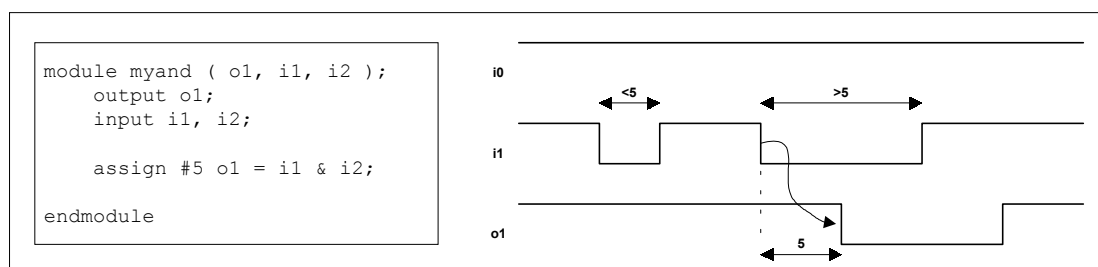 module myand ( o1, i1, i2 );
output o1;
input i1, i2;
assign #5 o1 = i1 & i2;
endmodule
i0
<5
>5
i1
o1
5